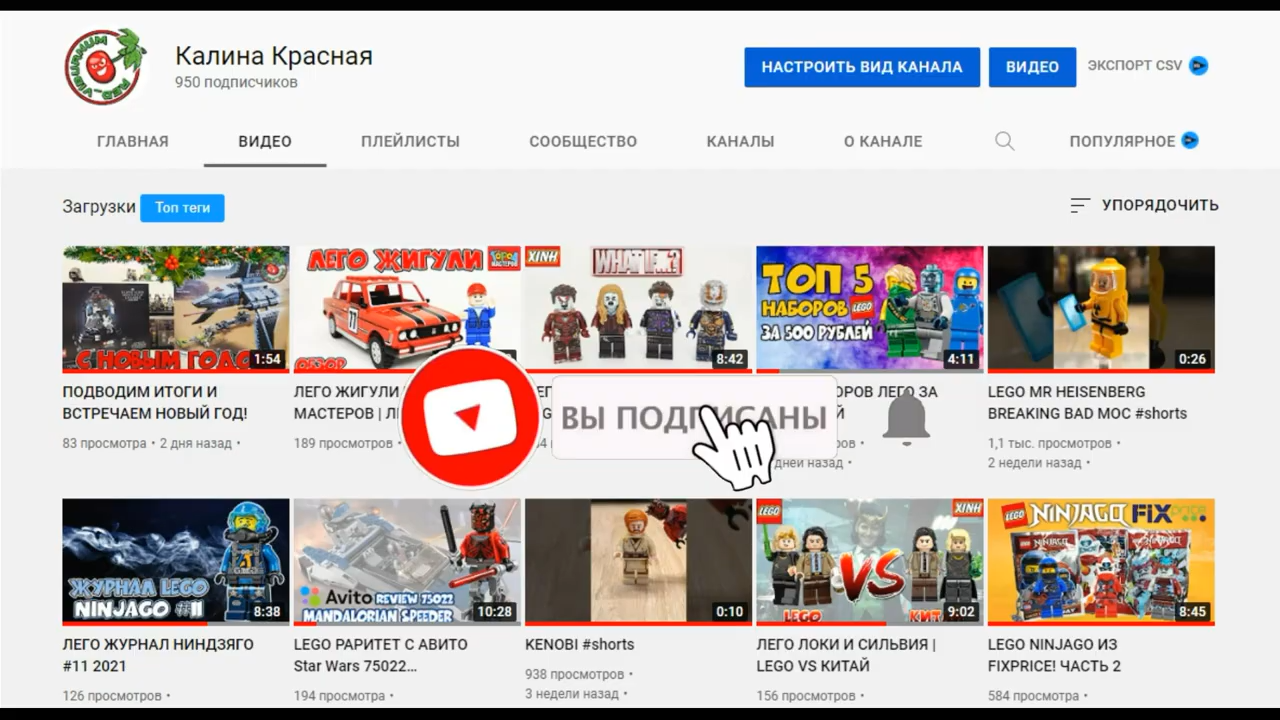 Калина Красная
950 подписчиков
НАСТРОИТЬ ВИД КАНАЛА
ВИДЕО
ЭКСПОРТ CSV
ГЛАВНАЯ
ВИДЕО
ПЛЕЙЛИСТЫ
СООБЩЕСТВО
КАНАЛЫ
О КАНАЛЕ
ПОПУЛЯРНОЕ
Загрузки
Топ теги
УПОРЯДОЧИТЬ
С НОВЫМ ГОДО
1:54
ЛЕГО ЖИГУЛИ
ОБЗОР
XINH
WHAT IF...?
8:42
ТОП 5
НАБОРОВ LEGO
ЗА 500 РУБЛЕЙ
4:11
0:26
ПОДВОДИМ ИТОГИ И
ВСТРЕЧАЕМ НОВЫЙ ГОД!
83 просмотра • 2 дня назад •
ЛЕГО ЖИГУЛИ
МАСТЕРОВ |
189 просмотров
ЛЕГО ЗА
дней назад •
LEGO MR HEISENBERG
BREAKING BAD MOC #shorts
1,1 тыс. просмотров •
2 недели назад •
ВЫ ПОДПИСАНЫ
ЖУРНАЛ LEGO
NINJAGO #11
8:38
Avito REVIEW 75022
MANDALORIAN SPEEDER
10:28
0:10
LEGO
XINH
VS
LEGO
КИТ
9:02
LEGO NINJAGO FIX
8:45
ЛЕГО ЖУРНАЛ НИНДЗЯГО
#11 2021
126 просмотров •
LEGO РАРИТЕТ С АВИТО
Star Wars 75022...
194 просмотра •
KENOBI #shorts
938 просмотров •
3 недели назад •
ЛЕГО ЛОКИ И СИЛЬВИЯ |
LEGO VS КИТАЙ
156 просмотров •
LEGO NINJAGO ИЗ
FIXPRICE! ЧАСТЬ 2
584 просмотра •